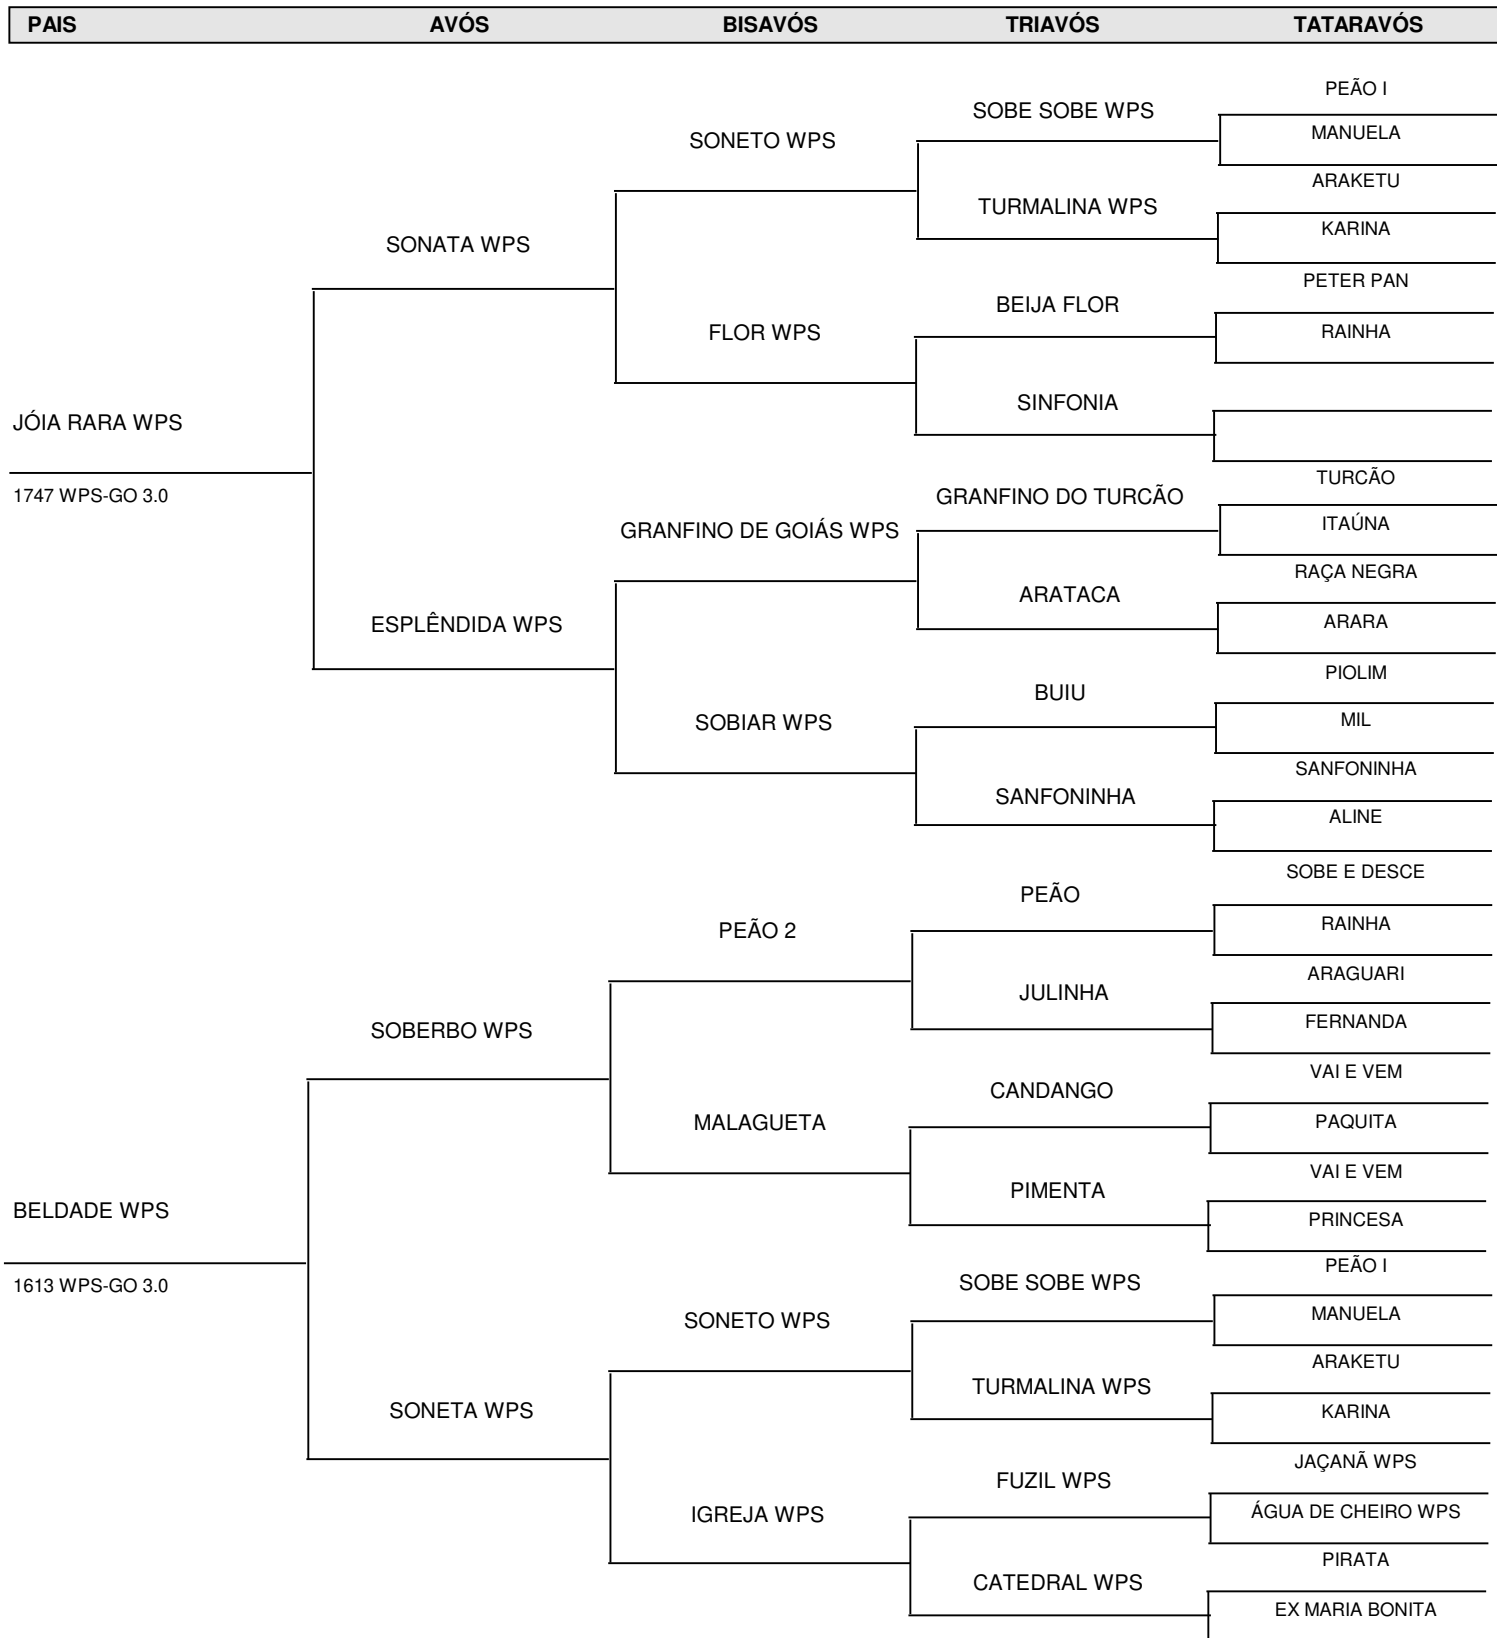 PAIS AVÓS BISAVÓS TRIAVÓS TATARAVÓS
PEÃO I
SOBE SOBE WPS
MANUELA
SONETO WPS
ARAKETU
TURMALINA WPS
KARINA
SONATA WPS
PETER PAN
BEIJA FLOR
RAINHA
FLOR WPS
SINFONIA
JÓIA RARA WPS
1747 WPS-GO 3.0
TURCÃO
GRANFINO DO TURCÃO
ITAÚNA
GRANFINO DE GOIÁS WPS
RAÇA NEGRA
ARATACA
ARARA
ESPLÊNDIDA WPS
PIOLIM
BUIU
MIL
SOBIAR WPS
SANFONINHA
SANFONINHA
ALINE
SOBE E DESCE
PEÃO
RAINHA
PEÃO 2
ARAGUARI
JULINHA
FERNANDA
SOBERBO WPS
VAI E VEM
CANDANGO
PAQUITA
MALAGUETA
VAI E VEM
PIMENTA
PRINCESA
BELDADE WPS
1613 WPS-GO 3.0
PEÃO I
SOBE SOBE WPS
MANUELA
SONETO WPS
ARAKETU
TURMALINA WPS
KARINA
SONETA WPS
JAÇANÃ WPS
FUZIL WPS
ÁGUA DE CHEIRO WPS
IGREJA WPS
PIRATA
CATEDRAL WPS
EX MARIA BONITA